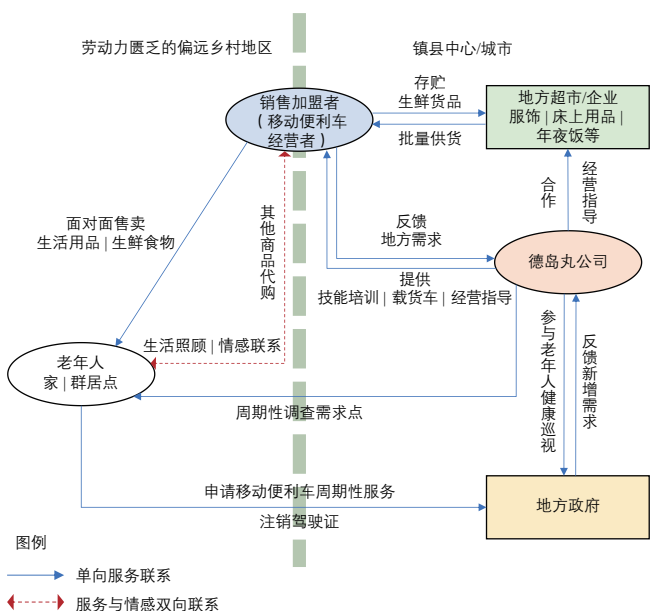 劳动力匮乏的偏远乡村地区
镇县中心/城市
销售加盟者
（移动便利车
经营者）
存贮
生鲜货品
批量供货
地方超市/企业
服饰 | 床上用品 |
年夜饭等
合作
经营指导
面对面售卖
生活用品 | 生鲜食物
其他商品代购
反馈
地方需求
德岛丸公司
提供
技能培训 | 载货车 | 经营指导
生活照顾 | 情感联系
老年人
家 | 群居点
参与老年人健康巡视
反馈新增需求
周期性调查需求点
申请移动便利车周期性服务
注销驾驶证
地方政府
图例
单向服务联系
服务与情感双向联系